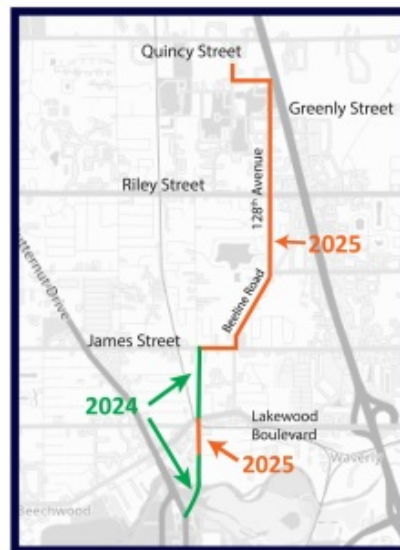 Quincy Street
Greenly Street
128th Avenue
Riley Street
2025
Beeline Road
James Street
2024
Lakewood
Boulevard
2025
Waverly
Beechwood
Drive